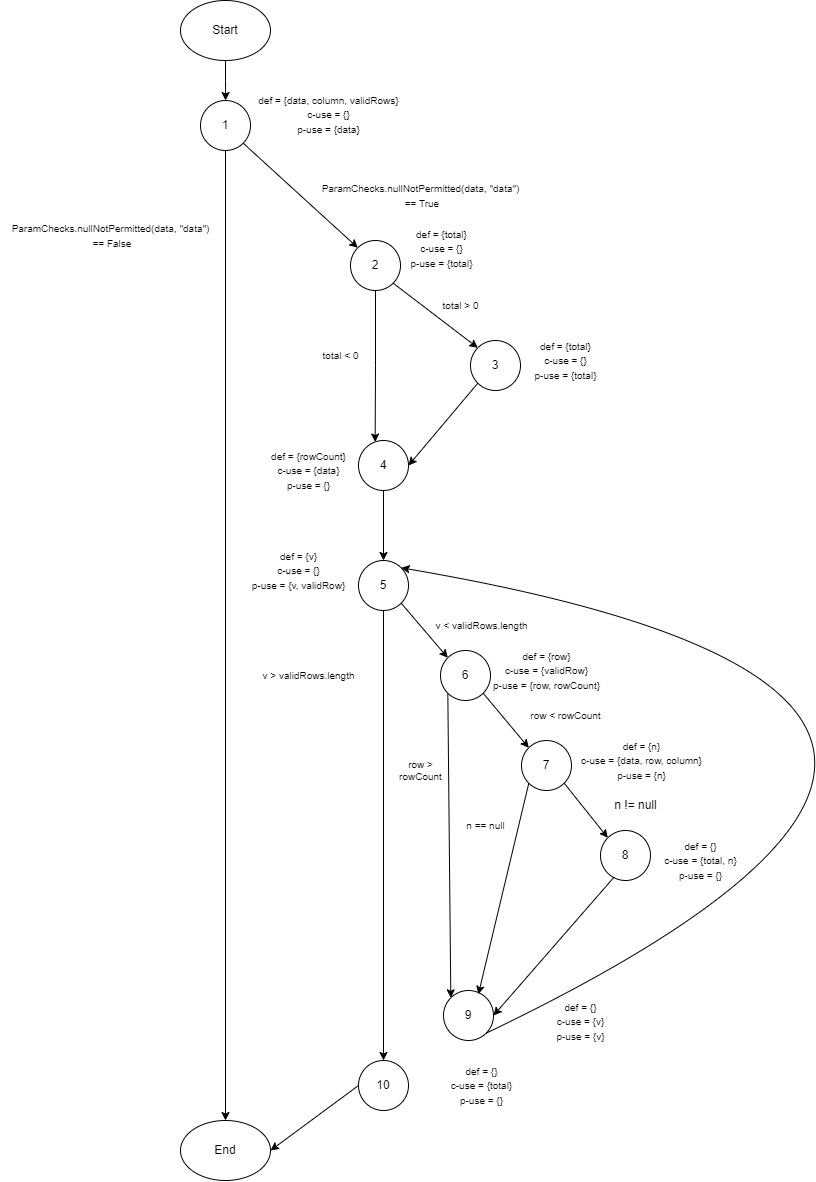 Start
1
def = {data, column, validRows}
c-use = {}
p-use = {data}
ParamChecks.nullNotPermitted(data, "data")
== True
ParamChecks.nullNotPermitted(data, "data")
== False
2
def = {total}
c-use = {}
p-use = {total}
total > 0
total < 0
3
def = {total}
c-use = {}
p-use = {total}
4
def = {rowCount}
c-use = {data}
p-use = {}
5
def = {v}
c-use = {}
p-use = {v, validRow}
v < validRows.length
v > validRows.length
6
def = {row}
c-use = {validRow}
p-use = {row, rowCount}
row < rowCount
row >
rowCount
7
def = {n}
c-use = {data, row, column}
p-use = {n}
n != null
n == null
8
def = {}
c-use = {total, n}
p-use = {}
9
def = {}
c-use = {v}
p-use = {v}
10
def = {}
c-use = {total}
p-use = {}
End